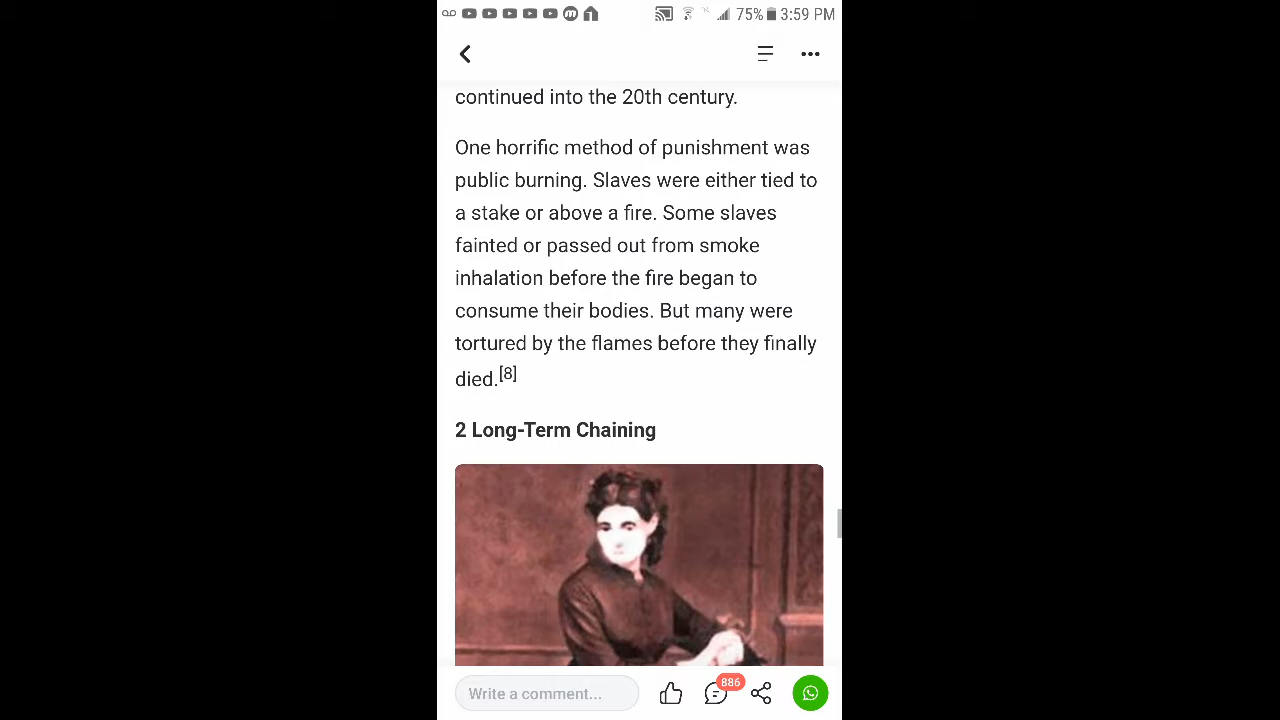 75% 3:59 PM
continued into the 20th century.
One horrific method of punishment was
public burning. Slaves were either tied to
a stake or above a fire. Some slaves
fainted or passed out from smoke
inhalation before the fire began to
consume their bodies. But many were
tortured by the flames before they finally
died.[8]
2 Long-Term Chaining
Write a comment...
886